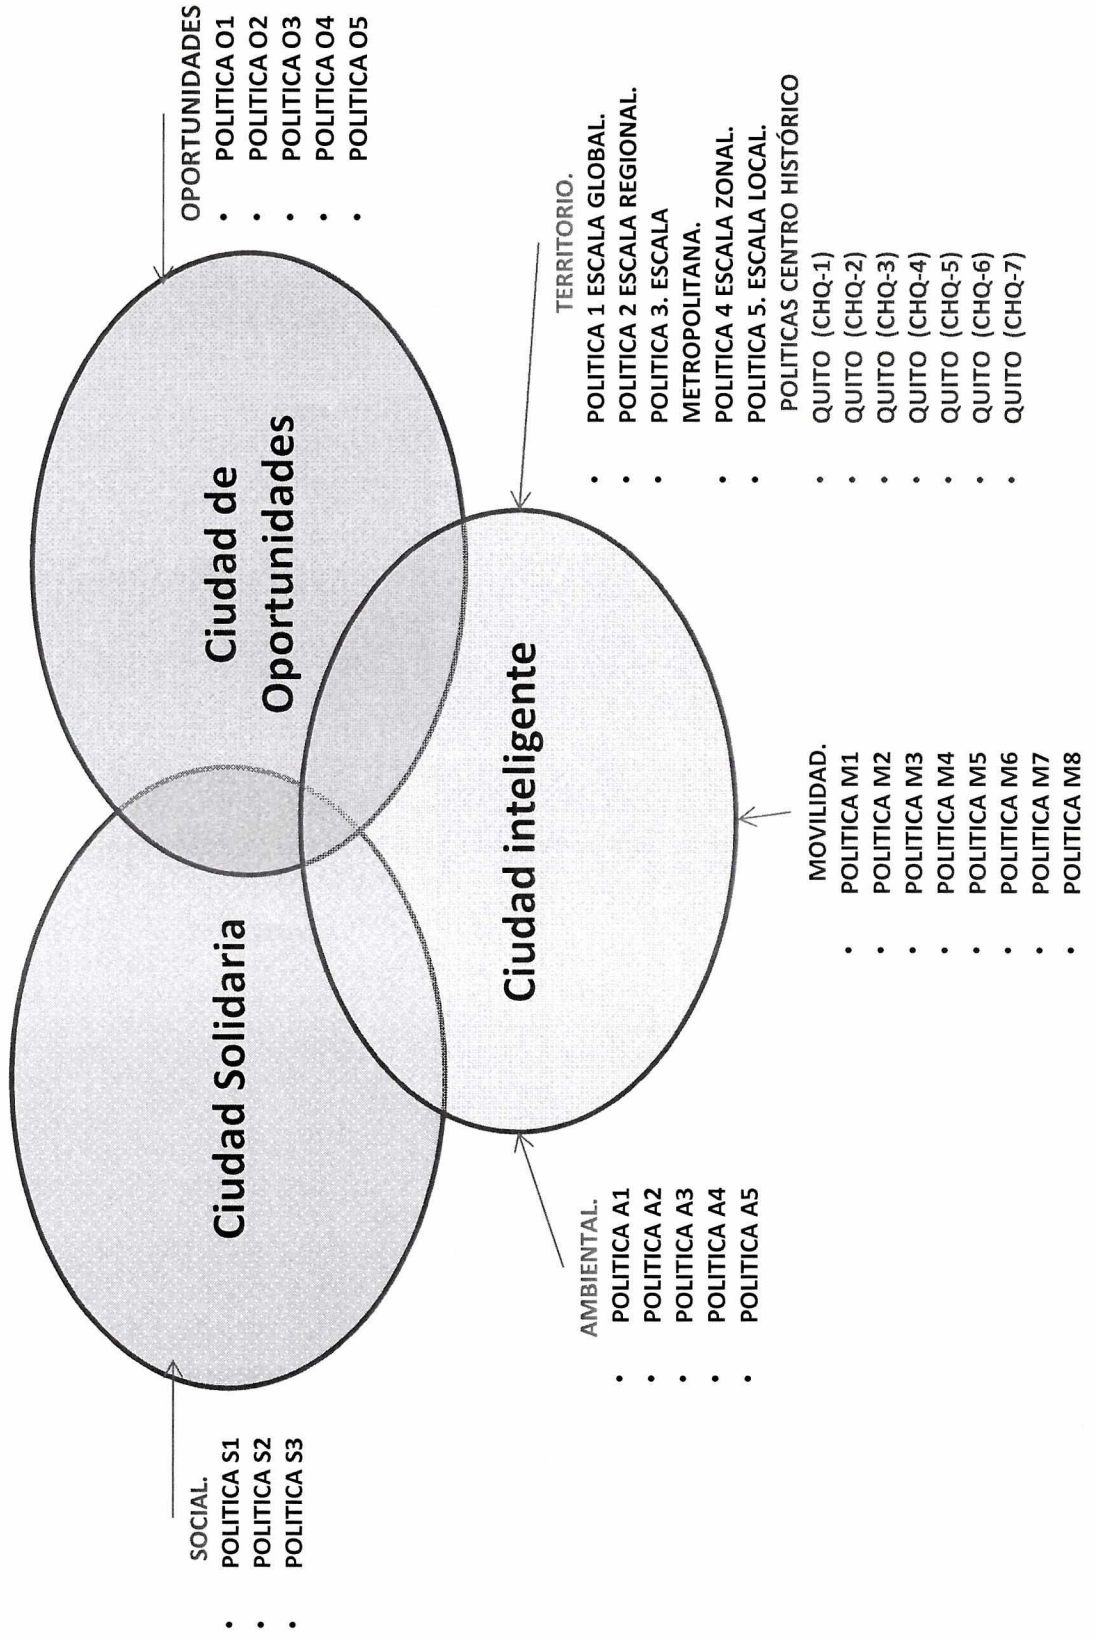 SOCIAL.
• POLITICA S1
• POLITICA S2
• POLITICA S3
Ciudad Solidaria
Ciudad de
Oportunidades
OPORTUNIDADES
• POLITICA O1
• POLITICA O2
• POLITICA O3
• POLITICA O4
• POLITICA O5
Ciudad inteligente
AMBIENTAL.
• POLITICA A1
• POLITICA A2
• POLITICA A3
• POLITICA A4
• POLITICA A5
MOVILIDAD.
• POLITICA M1
• POLITICA M2
• POLITICA M3
• POLITICA M4
• POLITICA M5
• POLITICA M6
• POLITICA M7
• POLITICA M8
TERRITORIO.
• POLITICA 1 ESCALA GLOBAL.
• POLITICA 2 ESCALA REGIONAL.
• POLITICA 3. ESCALA
METROPOLITANA.
• POLITICA 4 ESCALA ZONAL.
• POLITICA 5. ESCALA LOCAL.
POLITICAS CENTRO HISTÓRICO
• QUITO (CHQ-1)
• QUITO (CHQ-2)
• QUITO (CHQ-3)
• QUITO (CHQ-4)
• QUITO (CHQ-5)
• QUITO (CHQ-6)
• QUITO (CHQ-7)